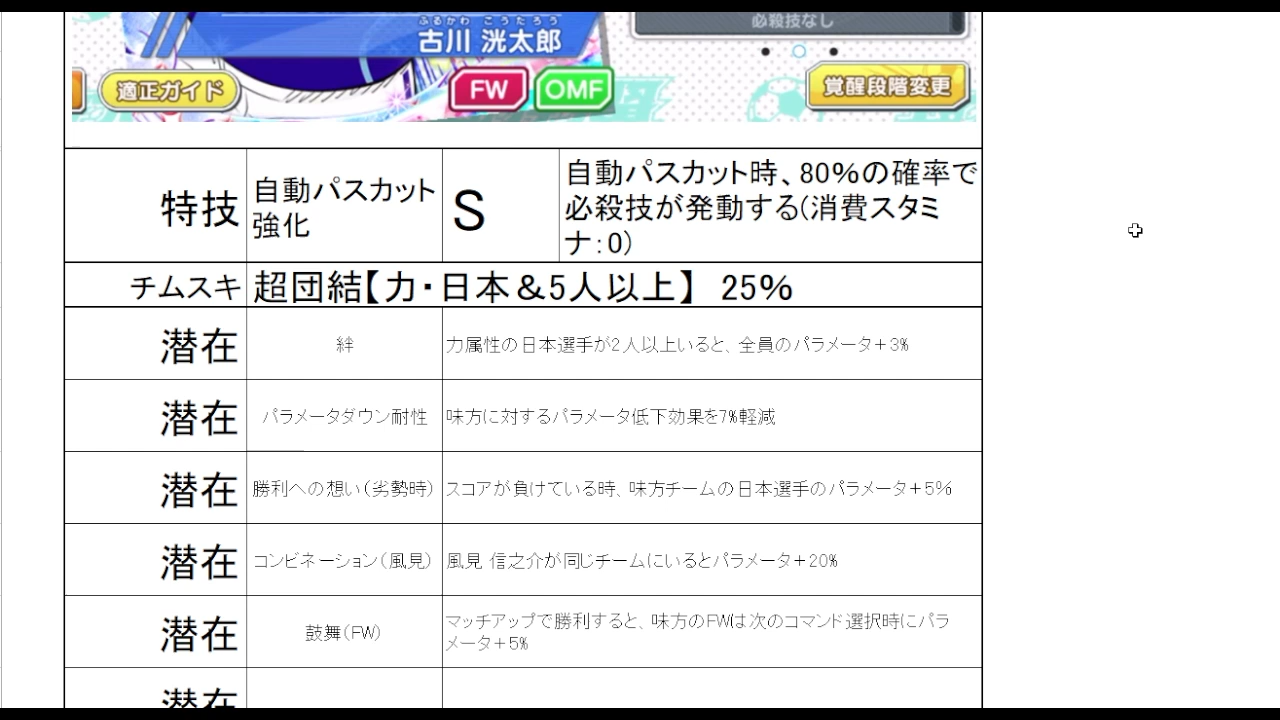 必殺技なし
ふるかわ こうたろう
古川 洸太郎
適正ガイド
FW
OMF
覚醒段階変更
特技
自動パスカット
強化
S
自動パスカット時、80%の確率で
必殺技が発動する(消費スタミ
ナ:0)
チムスキ
超団結【力・日本&5人以上】 25%
潜在
絆
力属性の日本選手が2人以上いると、全員のパラメータ+3%
潜在
パラメータダウン耐性
味方に対するパラメータ低下効果を7%軽減
潜在
勝利への想い(劣勢時)
スコアが負けている時、味方チームの日本選手のパラメータ+5%
潜在
コンビネーション(風見)
風見 信之介が同じチームにいるとパラメータ+20%
潜在
鼓舞(FW)
マッチアップで勝利すると、味方のFWは次のコマンド選択時にパラ
メータ+5%
潜在